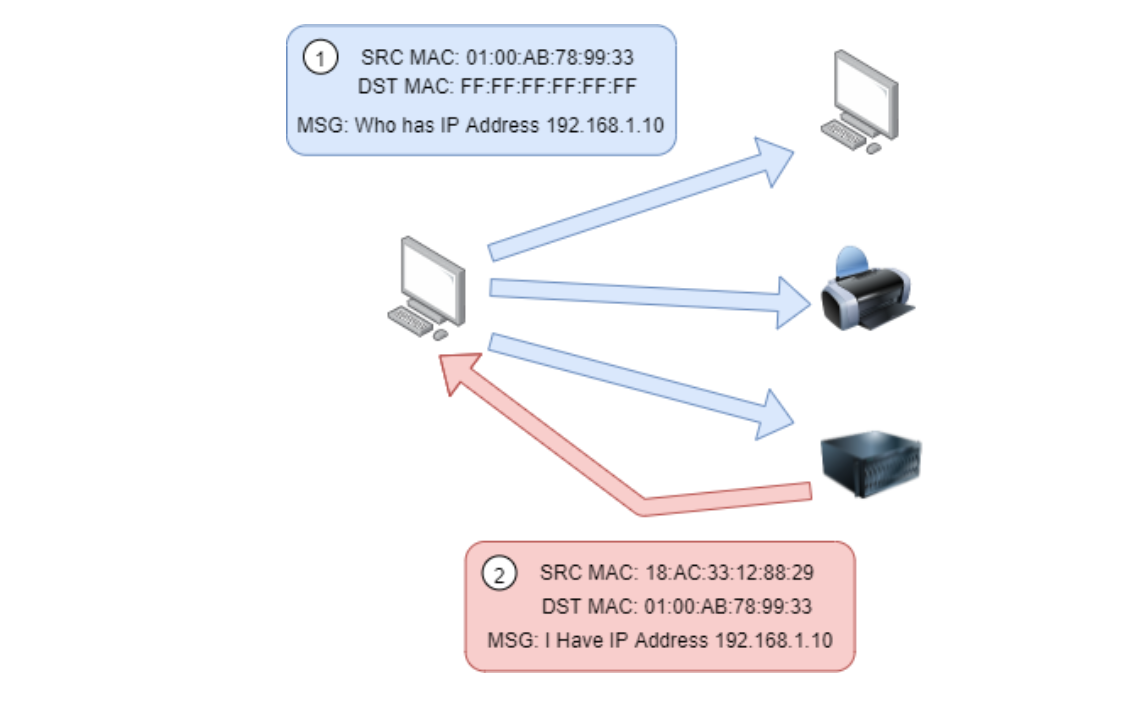 1
SRC MAC: 01:00:AB:78:99:33
DST MAC: FF:FF:FF:FF:FF:FF
MSG: Who has IP Address 192.168.1.10
2
SRC MAC: 18:AC:33:12:88:29
DST MAC: 01:00:AB:78:99:33
MSG: I Have IP Address 192.168.1.10